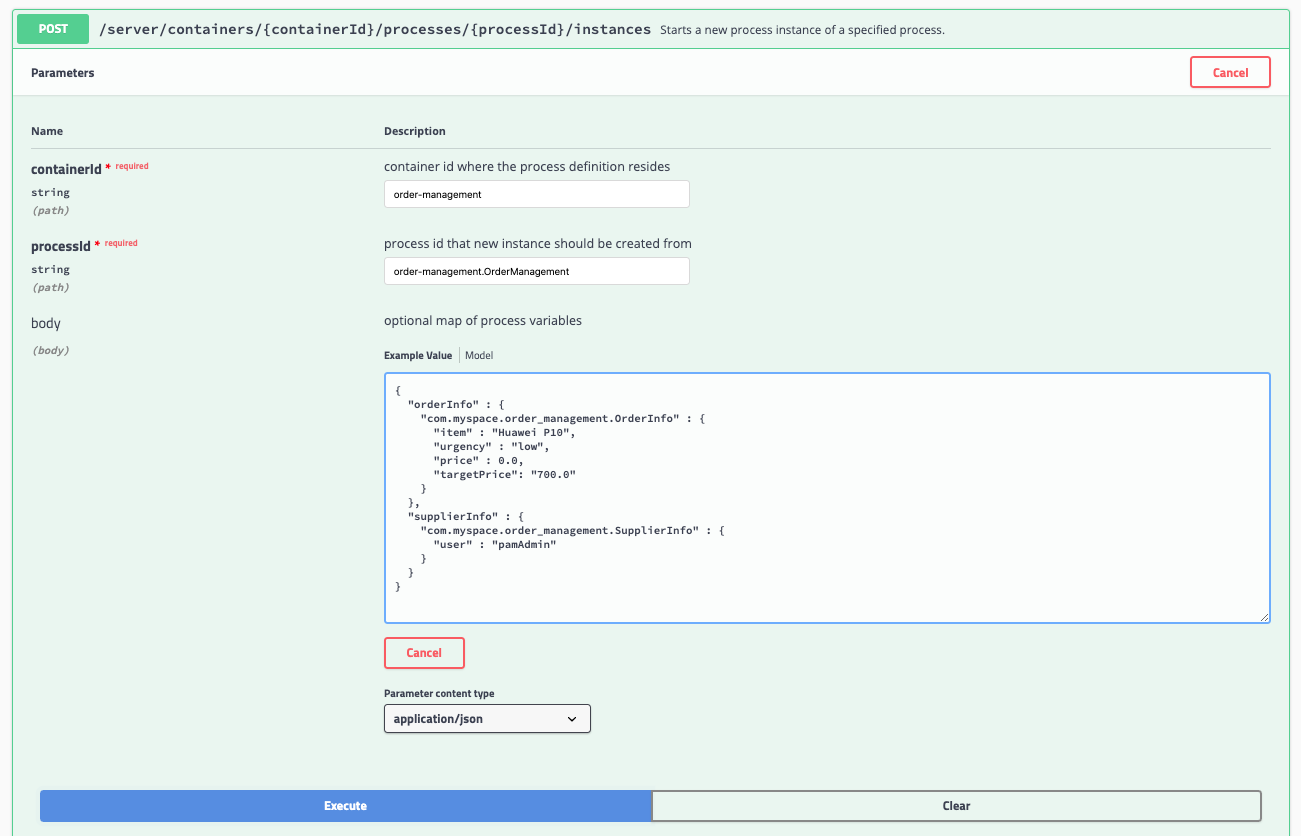 POST /server/containers/{containerId}/processes/{processId}/instances Starts a new process instance of a specified process.
Parameters Cancel
Name Description
containerId * required container id where the process definition resides
string order-management
(path)
processId * required process id that new instance should be created from
string order-management.OrderManagement
(path)
body optional map of process variables
(body)
Example Value Model
{
  "orderInfo" : {
    "com.myspace.order_management.OrderInfo" : {
      "item" : "Huawei P10",
      "urgency" : "low",
      "price" : 0.0,
      "targetPrice": "700.0"
    }
  },
  "supplierInfo" : {
    "com.myspace.order_management.SupplierInfo" : {
      "user" : "pamAdmin"
    }
  }
}
Cancel
Parameter content type
application/json
Execute Clear